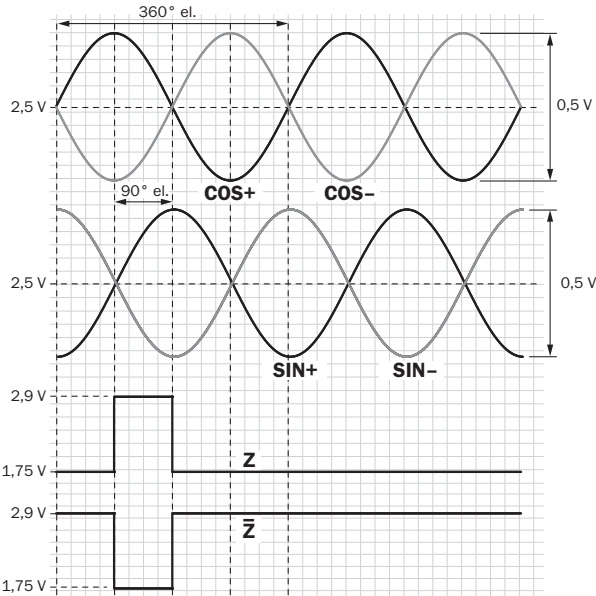 360° el.
2,5 V
0,5 V
COS+
COS–
90° el.
2,5 V
0,5 V
SIN+
SIN–
2,9 V
Z
1,75 V
2,9 V
Z̅
1,75 V